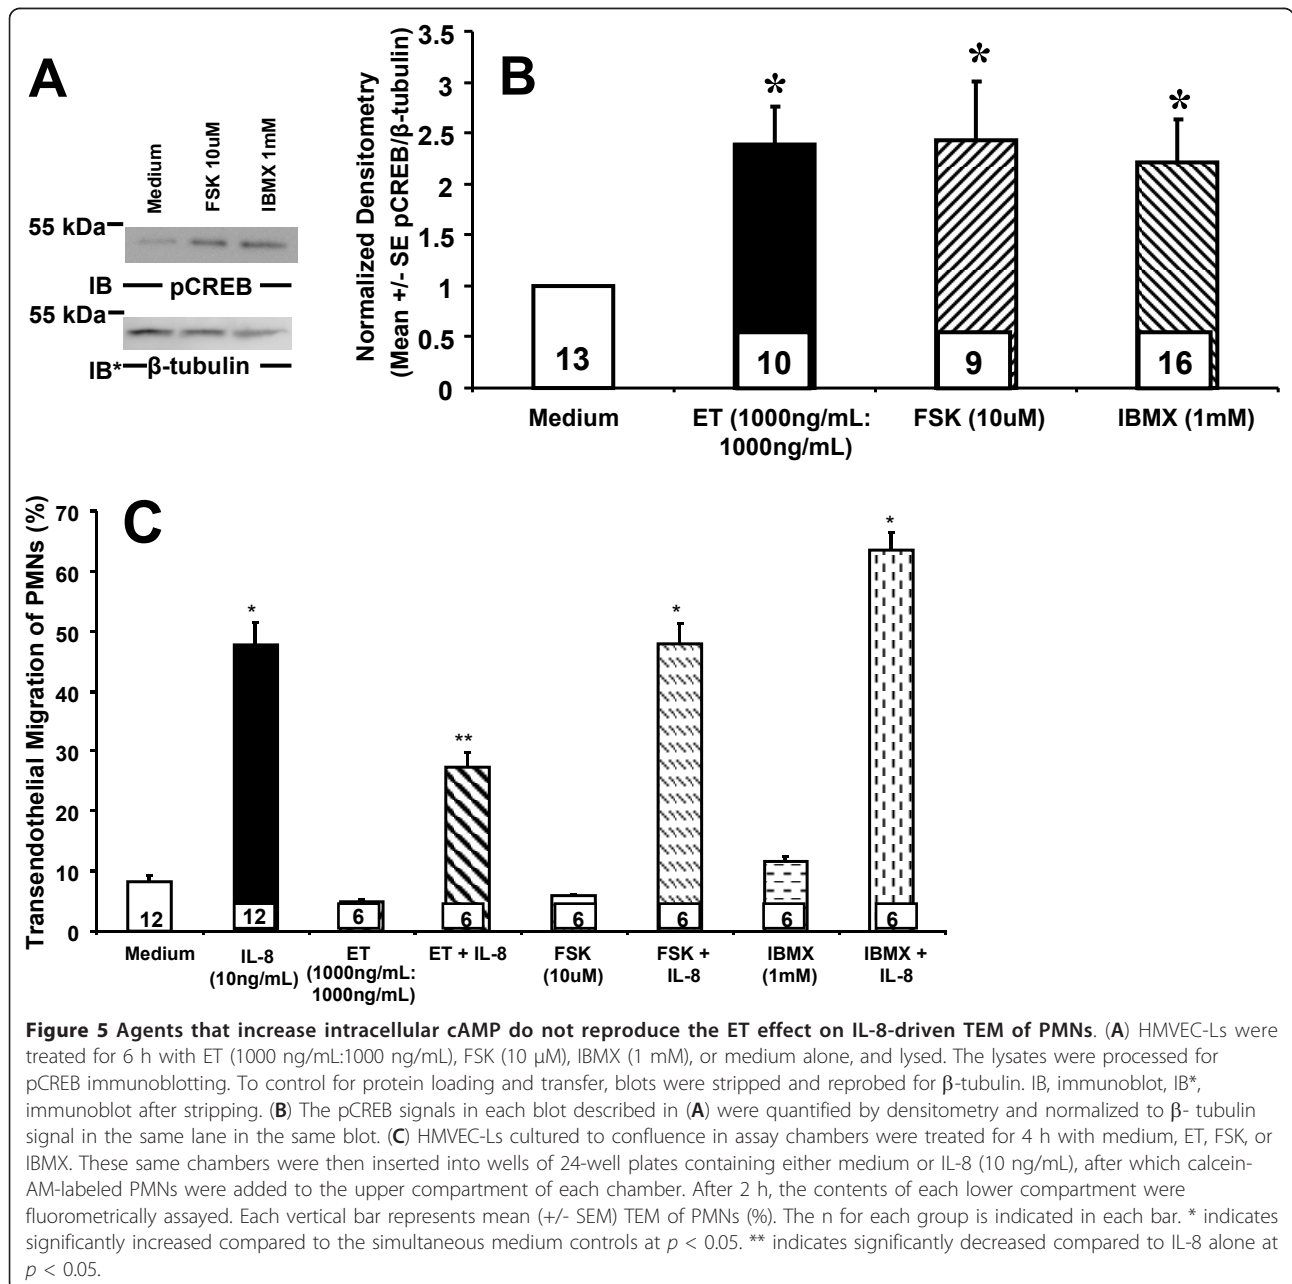 A
Medium
FSK 10uM
IBMX 1mM
55 kDa
IB pCREB
55 kDa
IB* β-tubulin
B
Normalized Densitometry
(Mean +/- SE pCREB/β-tubulin)
3.5
3
2.5
2
1.5
1
0.5
0
* * *
13 10 9 16
Medium ET (1000ng/mL: FSK (10uM) IBMX (1mM)
1000ng/mL)
C
Transendothelial Migration of PMNs (%)
70
60
50
40
30
20
10
0
* ** * *
12 12 6 6 6 6 6 6
Medium IL-8 ET ET + IL-8 FSK FSK + IBMX IBMX +
(10ng/mL) (1000ng/mL: (10uM) IL-8 (1mM) IL-8
1000ng/mL)
Figure 5 Agents that increase intracellular cAMP do not reproduce the ET effect on IL-8-driven TEM of PMNs. (A) HMVEC-Ls were
treated for 6 h with ET (1000 ng/mL:1000 ng/mL), FSK (10 μM), IBMX (1 mM), or medium alone, and lysed. The lysates were processed for
pCREB immunoblotting. To control for protein loading and transfer, blots were stripped and reprobed for β-tubulin. IB, immunoblot, IB*,
immunoblot after stripping. (B) The pCREB signals in each blot described in (A) were quantified by densitometry and normalized to β- tubulin
signal in the same lane in the same blot. (C) HMVEC-Ls cultured to confluence in assay chambers were treated for 4 h with medium, ET, FSK, or
IBMX. These same chambers were then inserted into wells of 24-well plates containing either medium or IL-8 (10 ng/mL), after which calcein-
AM-labeled PMNs were added to the upper compartment of each chamber. After 2 h, the contents of each lower compartment were
fluorometrically assayed. Each vertical bar represents mean (+/- SEM) TEM of PMNs (%). The n for each group is indicated in each bar. * indicates
significantly increased compared to the simultaneous medium controls at p < 0.05. ** indicates significantly decreased compared to IL-8 alone at
p < 0.05.